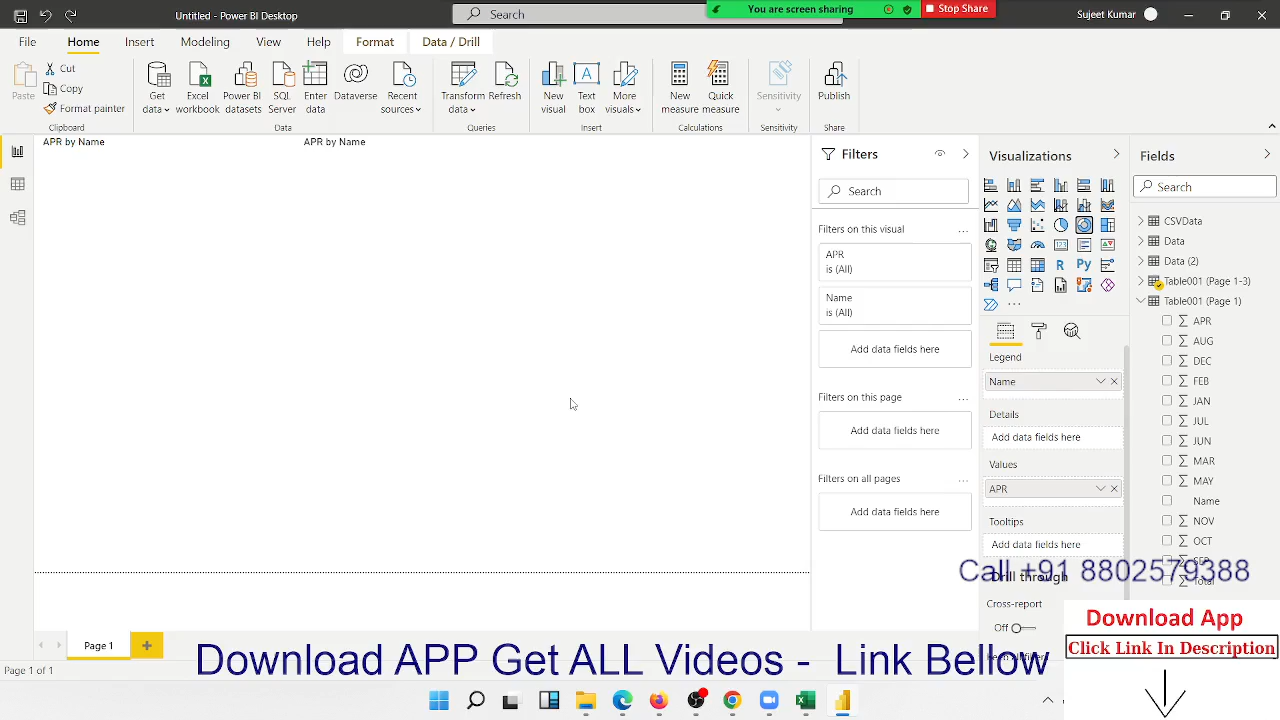 Untitled - Power BI Desktop
Search
You are screen sharing
Stop Share
Sujeet Kumar
File
Home
Insert
Modeling
View
Help
Format
Data / Drill
Paste
Cut
Copy
Format painter
Get data
Excel workbook
Power BI datasets
SQL Server
Enter data
Dataverse
Recent sources
Transform data
Refresh
New visual
Text box
More visuals
New measure
Quick measure
Sensitivity
Publish
Clipboard
Data
Queries
Insert
Calculations
Sensitivity
Share
APR by Name
APR by Name
Filters
Search
Filters on this visual
APR
is (All)
Name
is (All)
Add data fields here
Filters on this page
Add data fields here
Filters on all pages
Add data fields here
Visualizations
R
Py
123
Legend
Name
Details
Add data fields here
Values
APR
Tooltips
Add data fields here
Drill through
Cross-report
Off
Fields
Search
CSVData
Data
Data (2)
Table001 (Page 1-3)
Table001 (Page 1)
APR
AUG
DEC
FEB
JAN
JUL
JUN
MAR
MAY
Name
NOV
OCT
SEP
Total
Call +91 8802579388
Download App
Click Link In Description
Page 1
Page 1 of 1
Download APP Get ALL Videos - Link Bellow